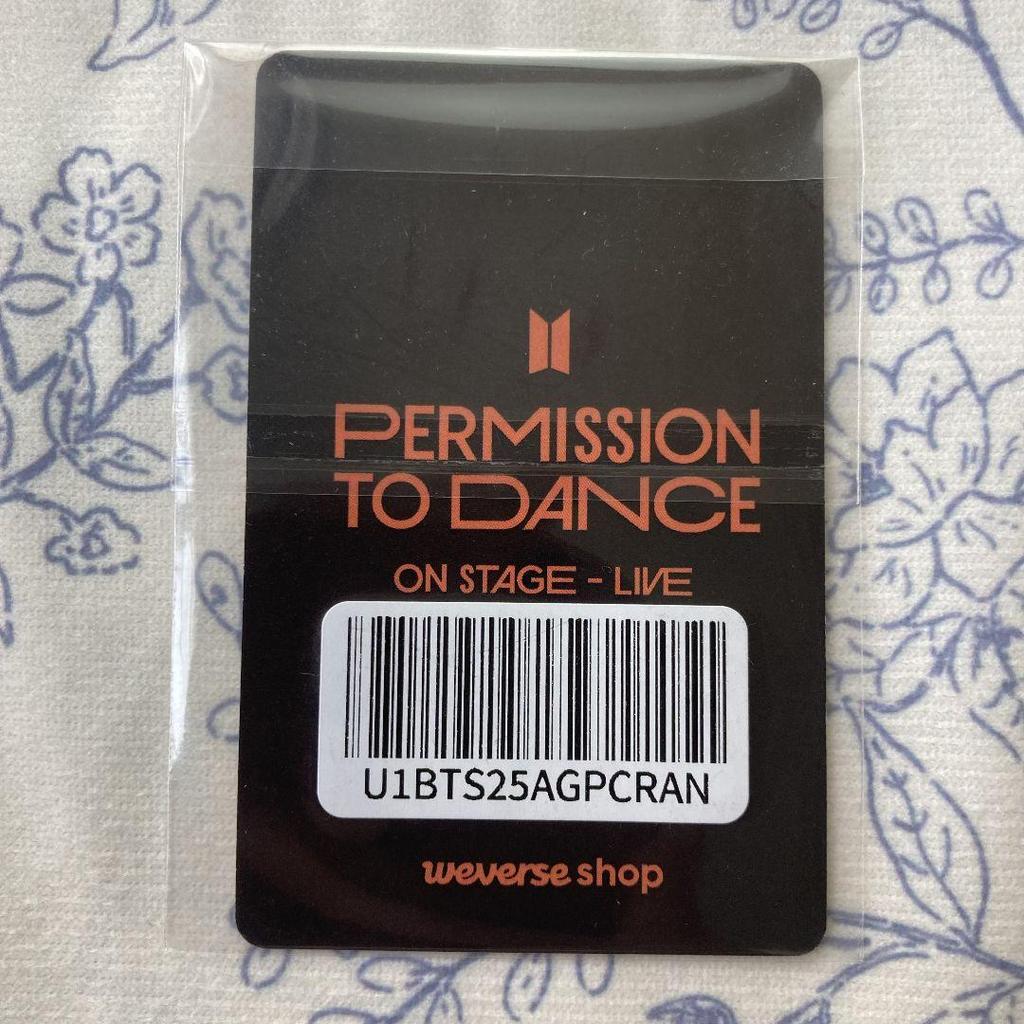 PERMISSION
TO DANCE
ON STAGE - LIVE
U1BTS25AGPCRAN
weverse shop